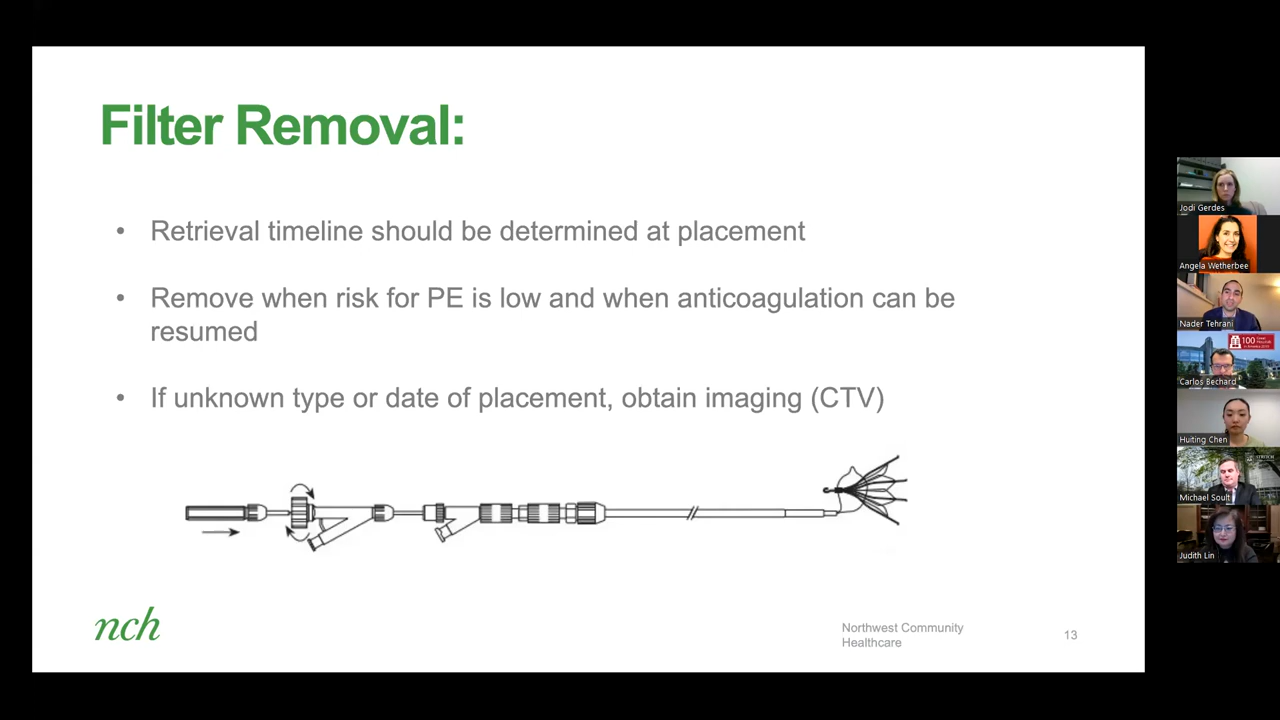 Filter Removal:
• Retrieval timeline should be determined at placement
• Remove when risk for PE is low and when anticoagulation can be
resumed
• If unknown type or date of placement, obtain imaging (CTV)
nch
Northwest Community
Healthcare
13
Jodi Gerdes
Angela Wetherbee
Nader Tehrani
100
Carlos Bechard
Huiting Chen
Michael Soult
Judith Lin